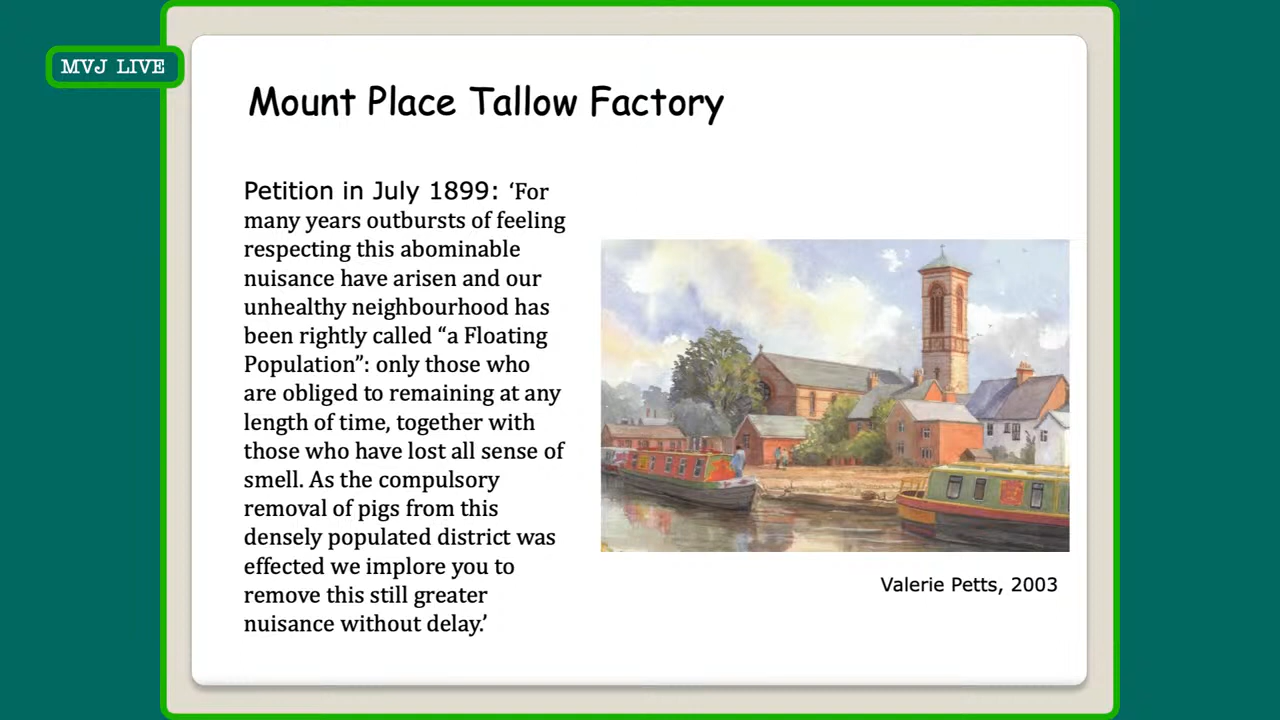 MVJ LIVE
Mount Place Tallow Factory
Petition in July 1899: ‘For
many years outbursts of feeling
respecting this abominable
nuisance have arisen and our
unhealthy neighbourhood has
been rightly called “a Floating
Population”: only those who
are obliged to remaining at any
length of time, together with
those who have lost all sense of
smell. As the compulsory
removal of pigs from this
densely populated district was
effected we implore you to
remove this still greater
nuisance without delay.’
Valerie Petts, 2003